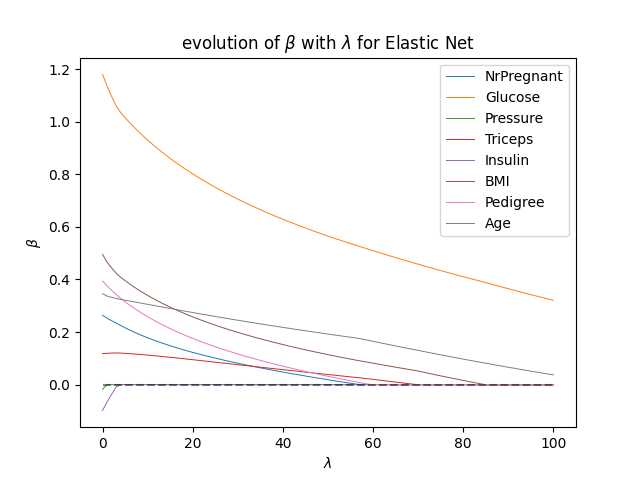 evolution of β with λ for Elastic Net
NrPregnant
Glucose
Pressure
Triceps
Insulin
BMI
Pedigree
Age
β
1.2
1.0
0.8
0.6
0.4
0.2
0.0
0
20
40
60
80
100
λ